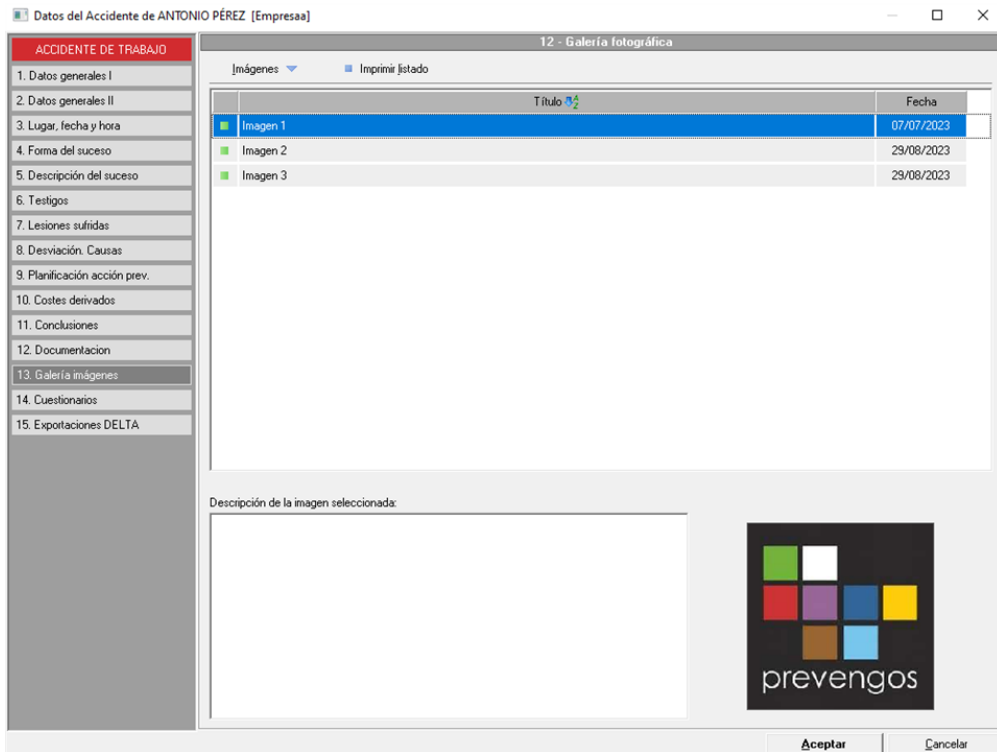 Datos del Accidente de ANTONIO PÉREZ [Empresaa]
ACCIDENTE DE TRABAJO
1. Datos generales I
2. Datos generales II
3. Lugar, fecha y hora
4. Forma del suceso
5. Descripción del suceso
6. Testigos
7. Lesiones sufridas
8. Desviación. Causas
9. Planificación acción prev.
10. Costes derivados
11. Conclusiones
12. Documentacion
13. Galería imágenes
14. Cuestionarios
15. Exportaciones DELTA
12 - Galería fotográfica
Imágenes
Imprimir listado
Título Fecha
Imagen 1 07/07/2023
Imagen 2 29/08/2023
Imagen 3 29/08/2023
Descripción de la imagen seleccionada:
prevengos
Aceptar Cancelar